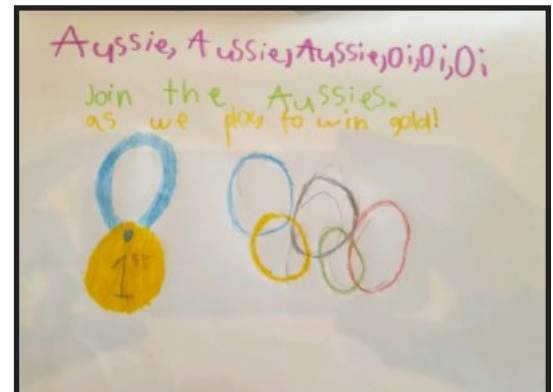 Aussie, Aussie, Aussie, Oi, Oi, Oi
Join the Aussies.
as we play to win gold!
1st